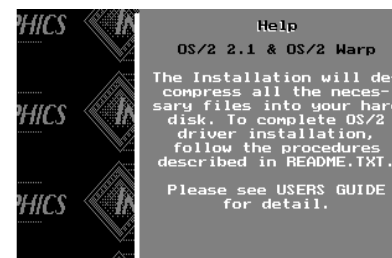 PHICS
PHICS
PHICS
Help
OS/2 2.1 & OS/2 Warp
The Installation will de-
compress all the neces-
sary files into your hard
disk. To complete OS/2
driver installation,
follow the procedures
described in README.TXT.
Please see USERS GUIDE
for detail.